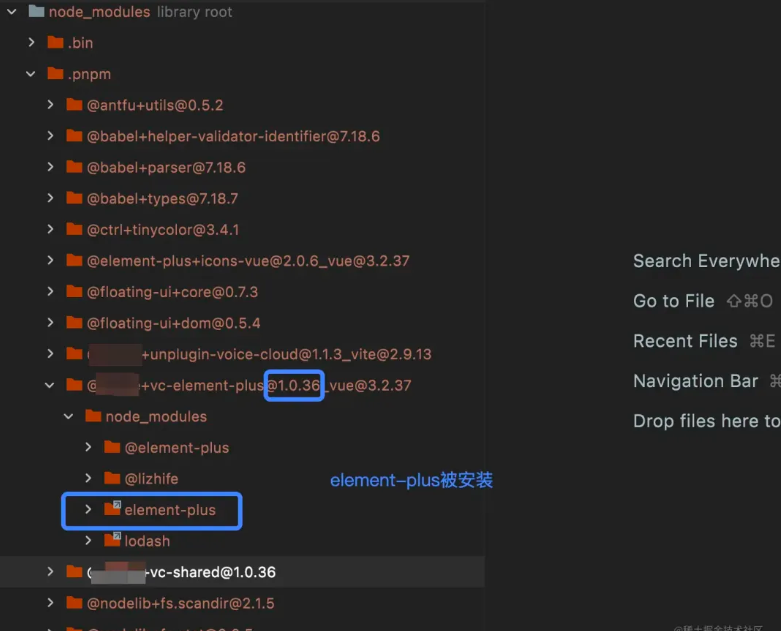 node_modules library root
.bin
.pnpm
@antfu+utils@0.5.2
@babel+helper-validator-identifier@7.18.6
@babel+parser@7.18.6
@babel+types@7.18.7
@ctrl+tinycolor@3.4.1
@element-plus+icons-vue@2.0.6_vue@3.2.37
@floating-ui+core@0.7.3
@floating-ui+dom@0.5.4
+unplugin-voice-cloud@1.1.3_vite@2.9.13
@ +vc-element-plus@1.0.36_vue@3.2.37
node_modules
@element-plus
@lizhife
element-plus被安装
element-plus
lodash
+vc-shared@1.0.36
@nodelib+fs.scandir@2.1.5
Search Everywhe
Go to File ⇧⌘O
Recent Files ⌘E
Navigation Bar ⌘
Drop files here to
@稀土掘金技术社区